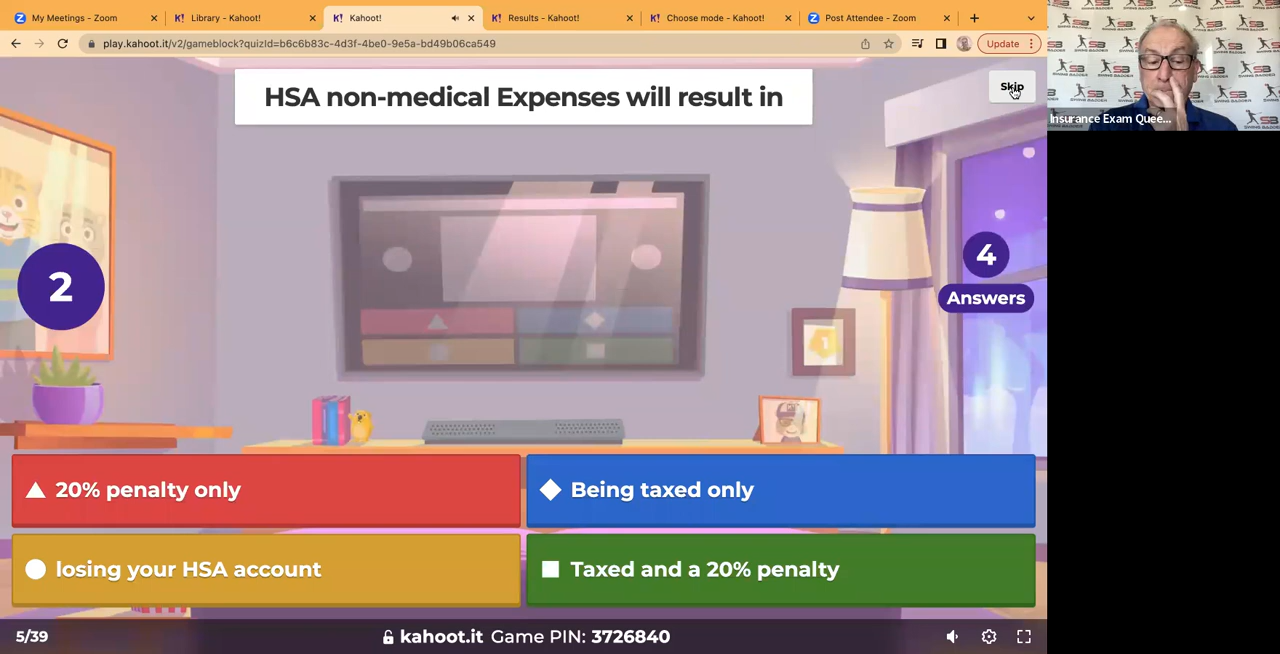 My Meetings - Zoom
Library - Kahoot!
Kahoot!
Results - Kahoot!
Choose mode - Kahoot!
Post Attendee - Zoom
play.kahoot.it/v2/gameblock?quizId=b6c6b83c-4d3f-4be0-9e5a-bd49b06ca549
Update
HSA non-medical Expenses will result in
Skip
Insurance Exam Quee...
2
4
Answers
1
20% penalty only
Being taxed only
losing your HSA account
Taxed and a 20% penalty
5/39
kahoot.it Game PIN: 3726840